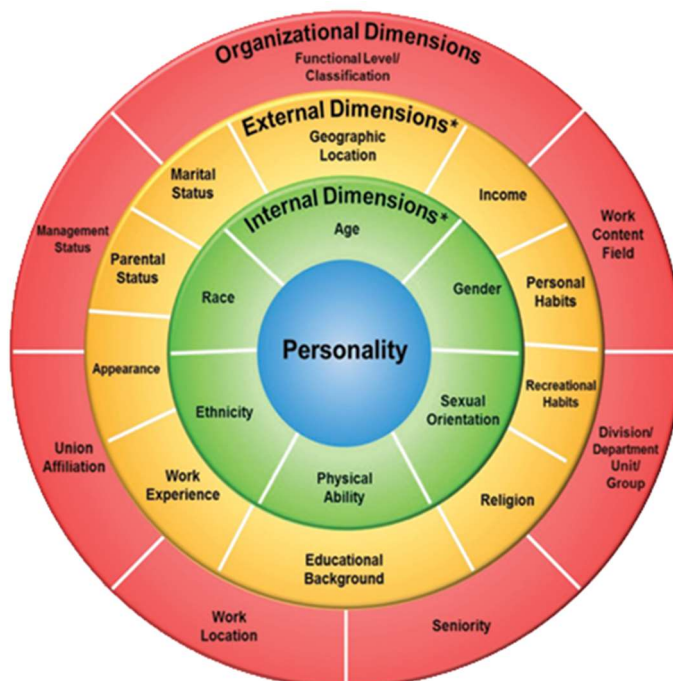 Organizational Dimensions
Functional Level/
Classification
External Dimensions*
Geographic
Location
Marital
Status
Income
Internal Dimensions*
Age
Management
Status
Work
Content
Field
Parental
Status
Personal
Habits
Race
Gender
Personality
Appearance
Recreational
Habits
Ethnicity
Sexual
Orientation
Union
Affiliation
Division/
Department
Unit/
Group
Work
Experience
Physical
Ability
Religion
Educational
Background
Work
Location
Seniority